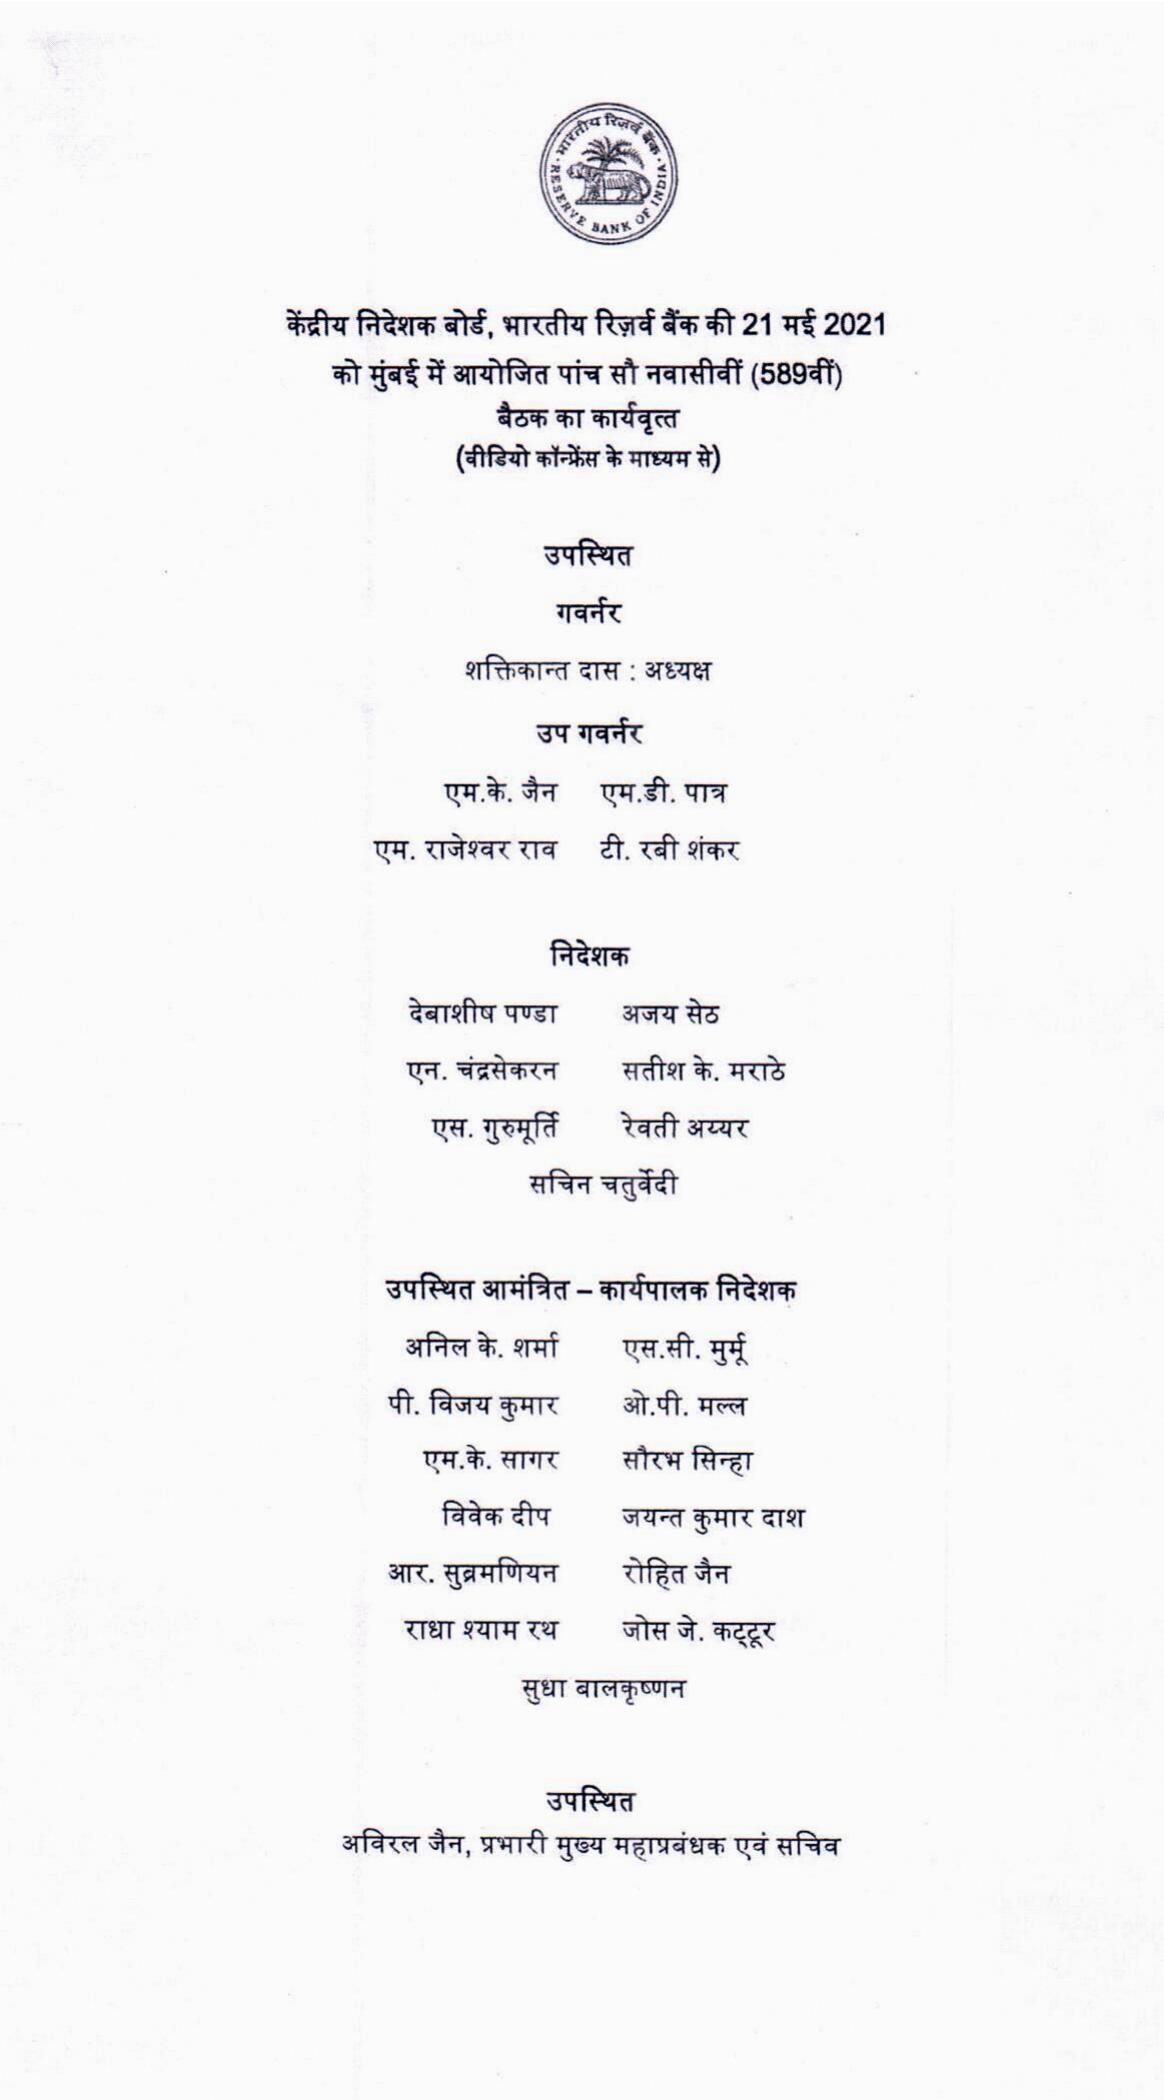 भारतीय रिज़र्व बैंक
RESERVE BANK OF INDIA
केंद्रीय निदेशक बोर्ड, भारतीय रिज़र्व बैंक की 21 मई 2021
को मुंबई में आयोजित पांच सौ नवासीवीं (589वीं)
बैठक का कार्यवृत्त
(वीडियो कॉन्फ्रेंस के माध्यम से)
उपस्थित
गवर्नर
शक्तिकान्त दास : अध्यक्ष
उप गवर्नर
एम.के. जैन एम.डी. पात्र
एम. राजेश्वर राव टी. रबी शंकर
निदेशक
देबाशीष पण्डा अजय सेठ
एन. चंद्रसेकरन सतीश के. मराठे
एस. गुरुमूर्ति रेवती अय्यर
सचिन चतुर्वेदी
उपस्थित आमंत्रित – कार्यपालक निदेशक
अनिल के. शर्मा एस.सी. मुर्मू
पी. विजय कुमार ओ.पी. मल्ल
एम.के. सागर सौरभ सिन्हा
विवेक दीप जयन्त कुमार दाश
आर. सुब्रमणियन रोहित जैन
राधा श्याम रथ जोस जे. कट्टूर
सुधा बालकृष्णन
उपस्थित
अविरल जैन, प्रभारी मुख्य महाप्रबंधक एवं सचिव